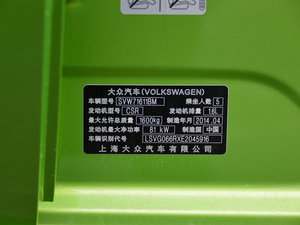 大众汽车(VOLKSWAGEN)
车辆型号 SVW71611BM 乘坐人数 5
发动机型号 CSR 发动机排量 1.6L
最大允许总质量 1600kg 制造年月 2014.04
发动机最大净功率 81 kW 制造国 中国
车辆识别代号 LSVG066RXE2045916
上海大众汽车有限公司